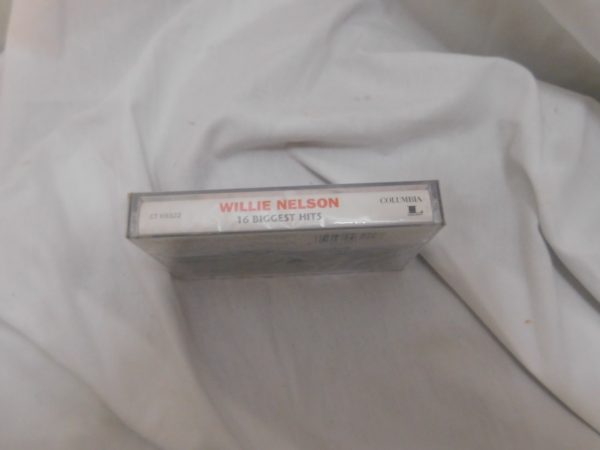 WILLIE NELSON
16 BIGGEST HITS
COLUMBIA